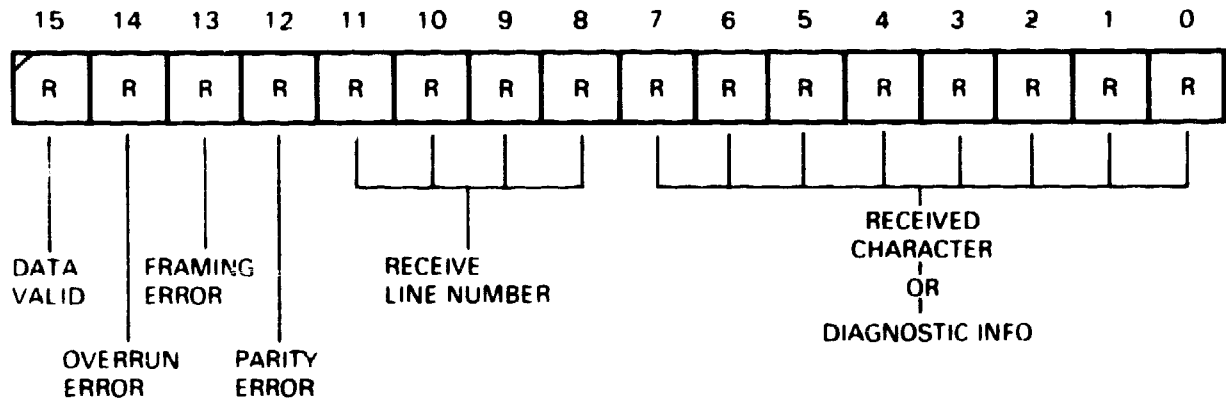 15 14 13 12 11 10 9 8 7 6 5 4 3 2 1 0
R R R R R R R R R R R R R R R R
DATA
VALID
FRAMING
ERROR
RECEIVE
LINE NUMBER
RECEIVED
CHARACTER
OR
DIAGNOSTIC INFO
OVERRUN
ERROR
PARITY
ERROR